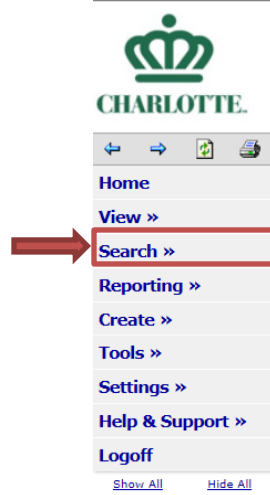 CHARLOTTE.
Home
View »
Search »
Reporting »
Create »
Tools »
Settings »
Help & Support »
Logoff
Show All Hide All